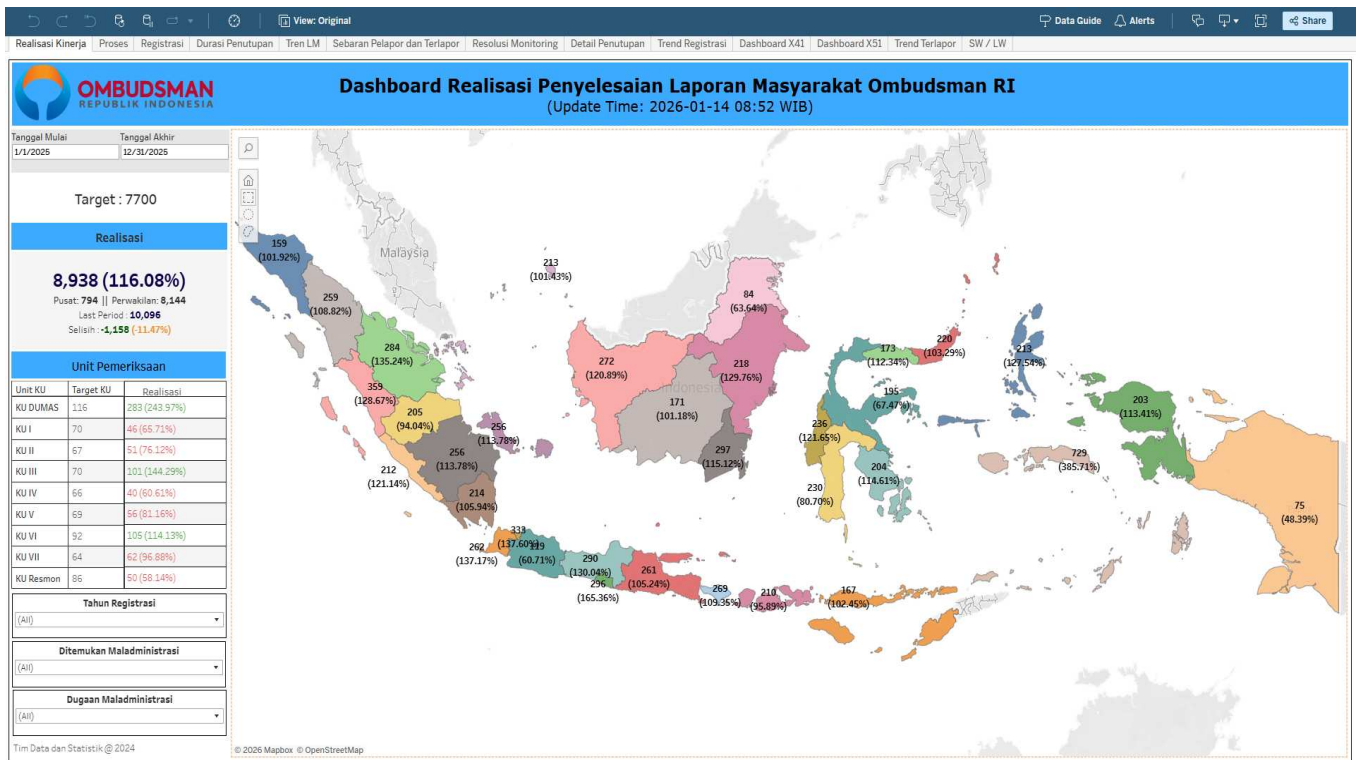 View: Original
Data Guide
Alerts
Share
Realisasi Kinerja
Proses
Registrasi
Durasi Penutupan
Tren LM
Sebaran Pelapor dan Terlapor
Resolusi Monitoring
Detail Penutupan
Trend Registrasi
Dashboard X41
Dashboard X51
Trend Terlapor
SW / LW
OMBUDSMAN
REPUBLIK INDONESIA
Dashboard Realisasi Penyelesaian Laporan Masyarakat Ombudsman RI
(Update Time: 2026-01-14 08:52 WIB)
Tanggal Mulai
Tanggal Akhir
1/1/2025
12/31/2025
Target : 7700
Realisasi
8,938 (116.08%)
Pusat: 794 || Perwakilan: 8,144
Last Period : 10,096
Selisih : -1,158 (-11.47%)
Unit Pemeriksaan
Unit KU Target KU Realisasi
KU DUMAS 116 283 (243.97%)
KU I 70 46 (65.71%)
KU II 67 51 (76.12%)
KU III 70 101 (144.29%)
KU IV 66 40 (60.61%)
KU V 69 56 (81.16%)
KU VI 92 105 (114.13%)
KU VII 64 62 (96.88%)
KU Resmon 86 50 (58.14%)
Tahun Registrasi
(All)
Ditemukan Maladministrasi
(All)
Dugaan Maladministrasi
(All)
Tim Data dan Statistik @ 2024
159
(101.92%)
Malaysia
213
(101.43%)
259
(108.82%)
84
(63.64%)
284
(135.24%)
272
(120.89%)
218
(129.76%)
Indonesia
173
(112.34%)
220
(103.29%)
213
(127.54%)
359
(128.67%)
171
(101.18%)
195
(67.47%)
203
(113.41%)
205
(94.04%)
256
(113.78%)
236
(121.65%)
256
(113.78%)
297
(115.12%)
729
(385.71%)
212
(121.14%)
204
(114.61%)
214
(105.94%)
230
(80.70%)
75
(48.39%)
333
(137.60%)
262
(137.17%)
119
(60.71%)
290
(130.04%)
261
(105.24%)
296
(165.36%)
269
(109.35%)
210
(95.89%)
167
(102.45%)
© 2026 Mapbox © OpenStreetMap